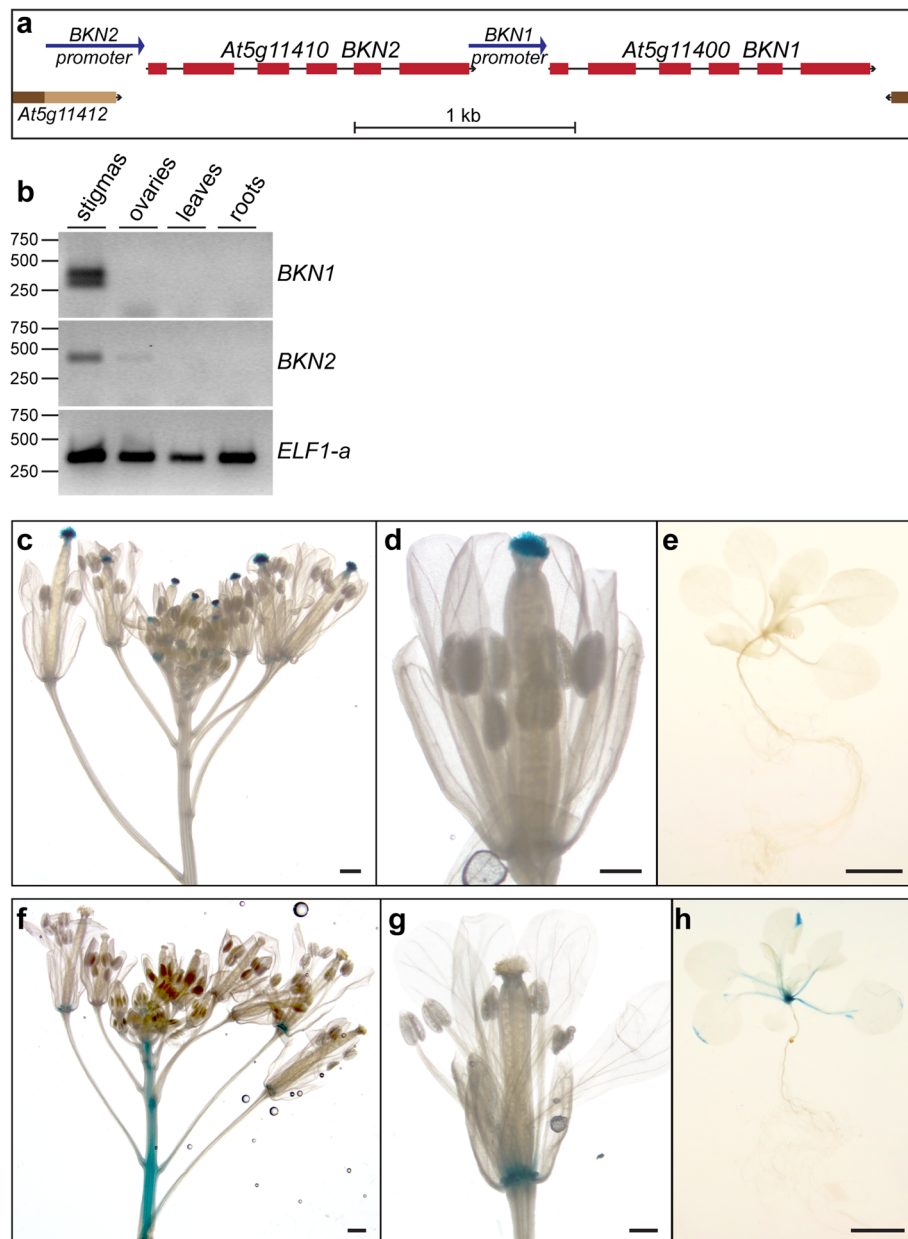 a
BKN2
promoter
At5g11410 BKN2
BKN1
promoter
At5g11400 BKN1
At5g11412
1 kb
b
stigmas
ovaries
leaves
roots
750
500
250
BKN1
750
500
250
BKN2
750
500
250
ELF1-a
c
d
e
f
g
h